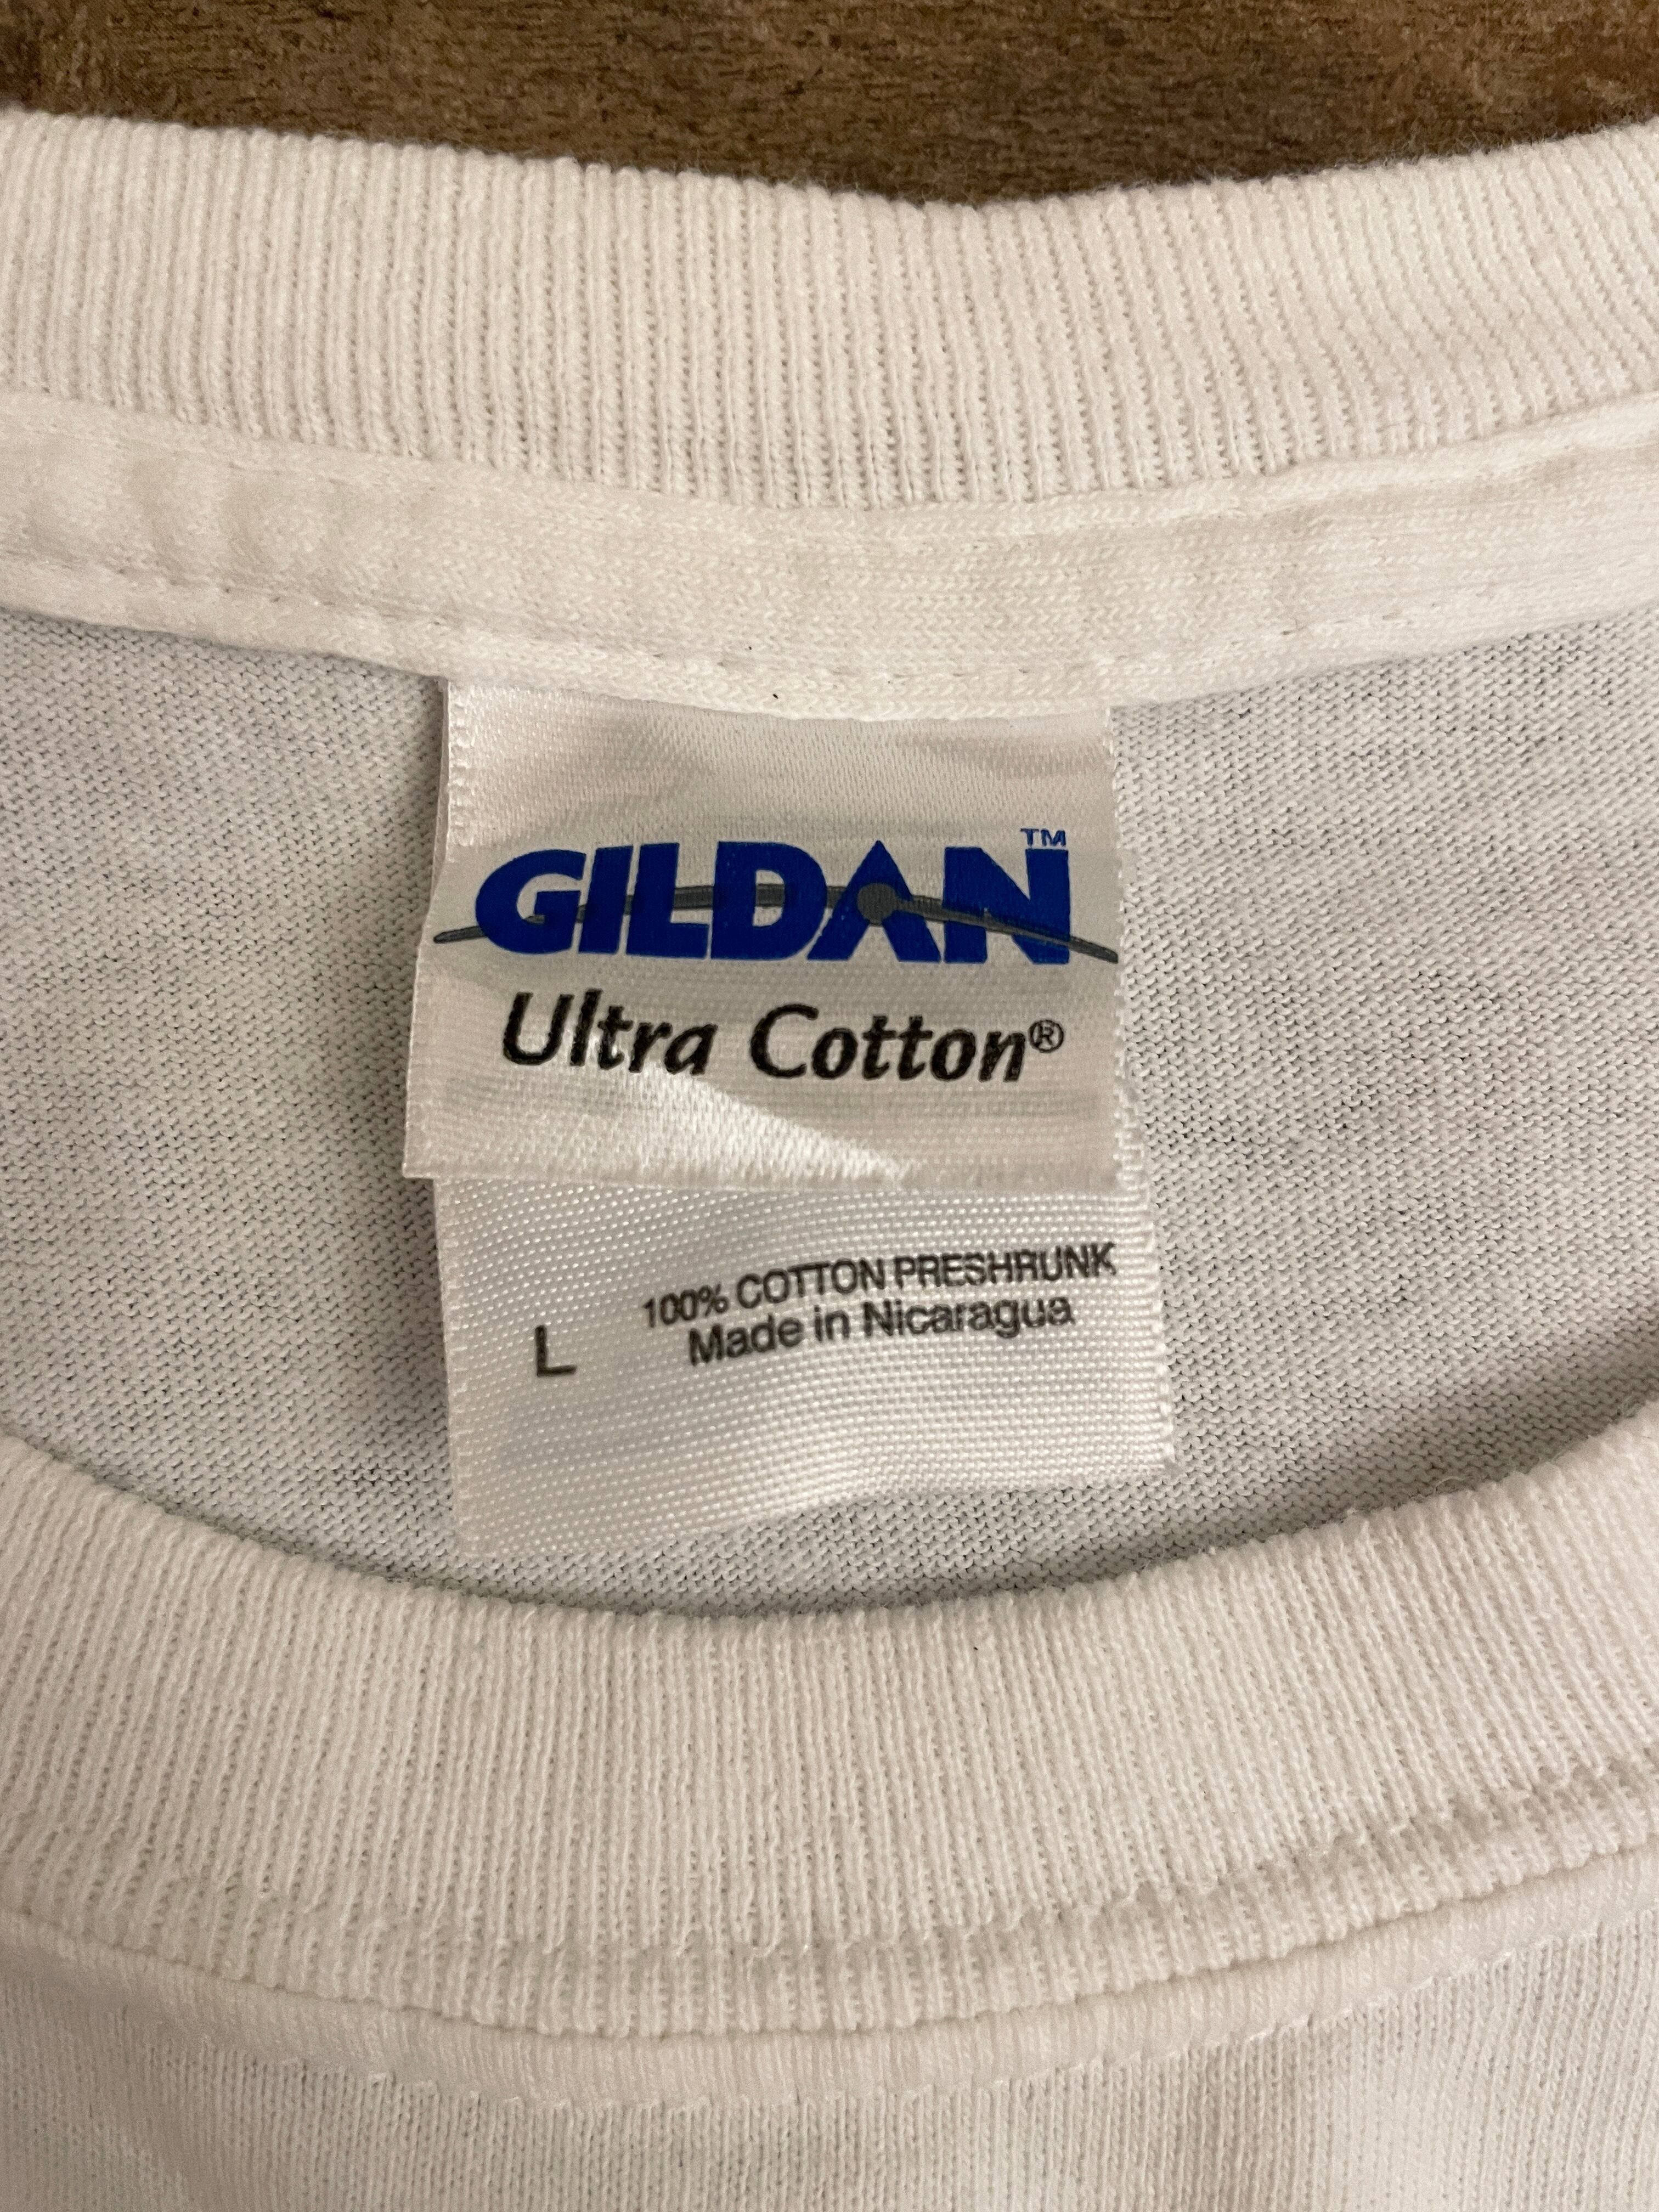 GILDAN™
Ultra Cotton®
100% COTTON PRESHRUNK
Made in Nicaragua
L